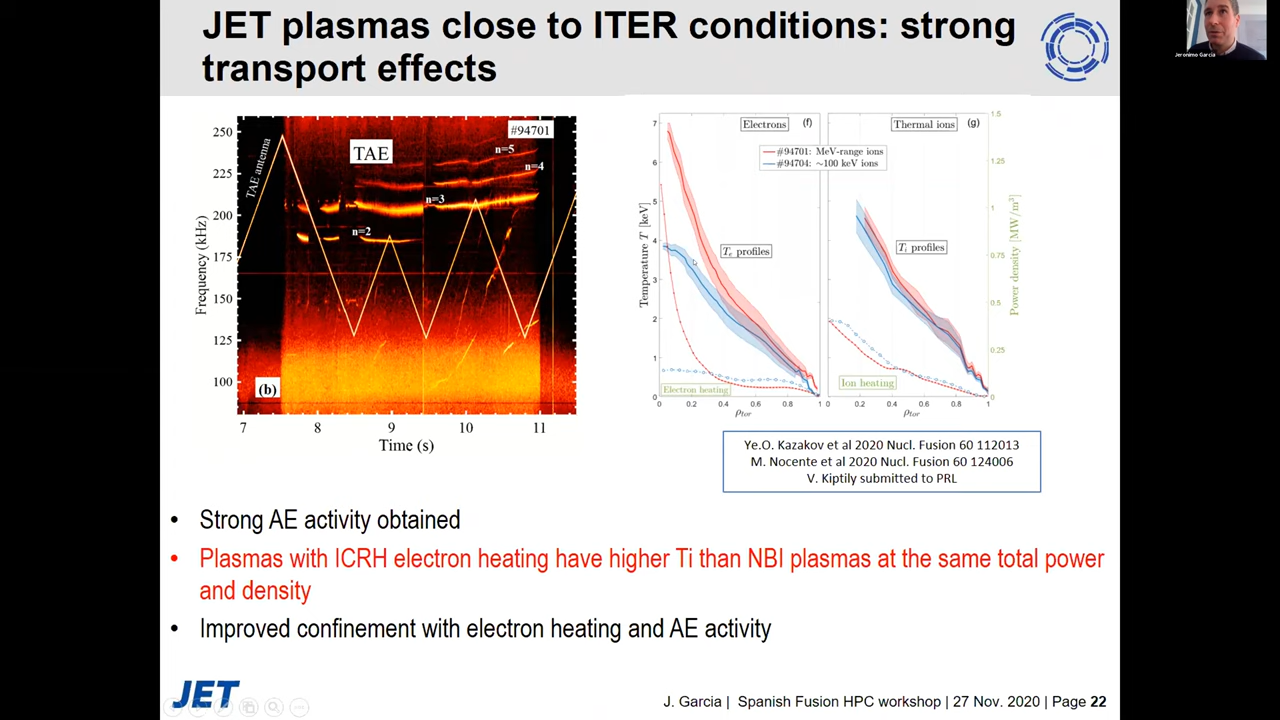 JET plasmas close to ITER conditions: strong
transport effects
Jeronimo Garcia
#94701
TAE
TAE antenna
n=5
n=4
n=3
n=2
(b)
250
225
200
175
150
125
100
Frequency (kHz)
7 8 9 10 11
Time (s)
Electrons (f)
Thermal ions (g)
#94701: MeV-range ions
#94704: ~100 keV ions
Te profiles
Ti profiles
Electron heating
Ion heating
7
6
5
4
3
2
1
0
Temperature T [keV]
0 0.2 0.4 0.6 0.8 1
ρtor
0 0.2 0.4 0.6 0.8 1
ρtor
1.5
1.25
1
0.75
0.5
0.25
0
Power density [MW/m³]
Ye.O. Kazakov et al 2020 Nucl. Fusion 60 112013
M. Nocente et al 2020 Nucl. Fusion 60 124006
V. Kiptily submitted to PRL
• Strong AE activity obtained
• Plasmas with ICRH electron heating have higher Ti than NBI plasmas at the same total power
and density
• Improved confinement with electron heating and AE activity
JET
J. Garcia | Spanish Fusion HPC workshop | 27 Nov. 2020 | Page 22